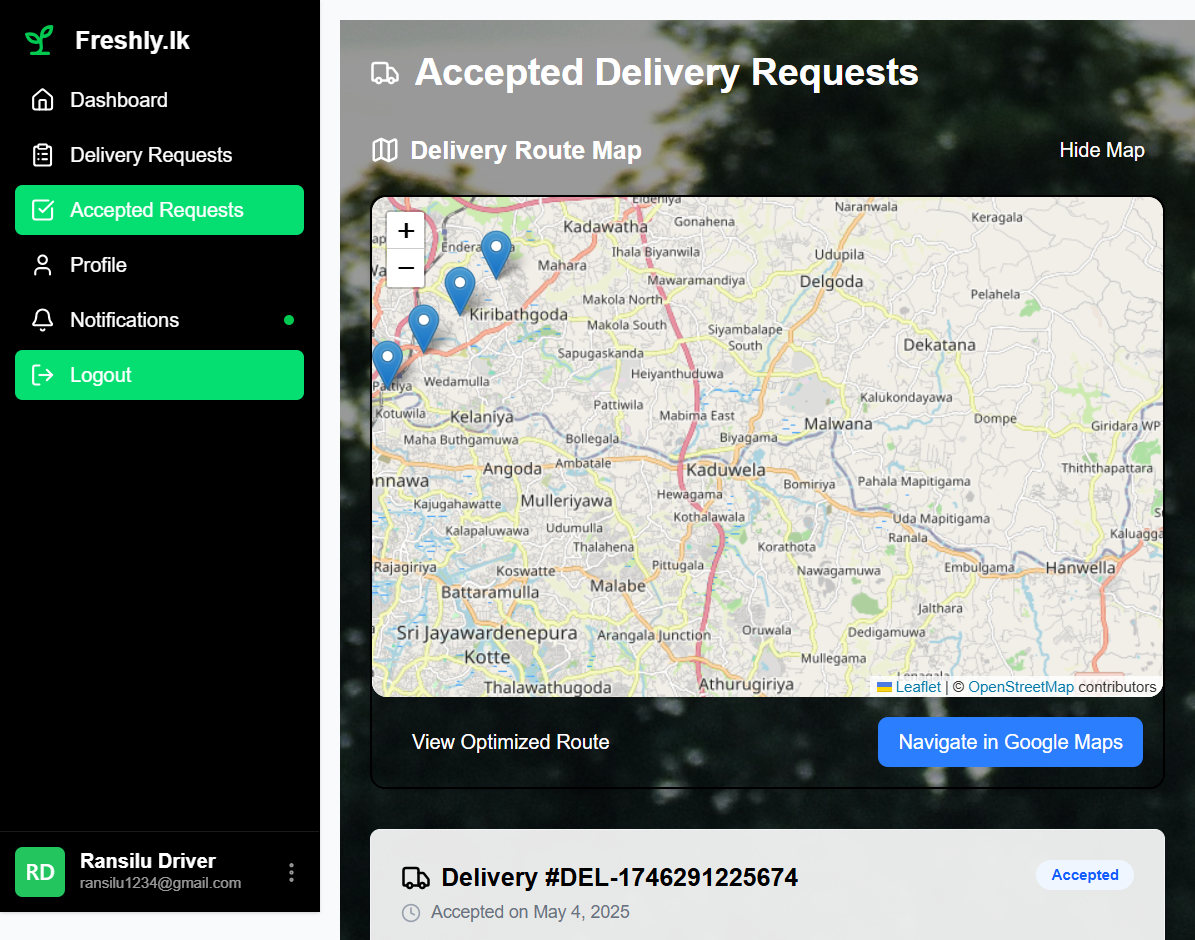 Freshly.lk
Dashboard
Delivery Requests
Accepted Requests
Profile
Notifications
Logout
RD
Ransilu Driver
ransilu1234@gmail.com
Accepted Delivery Requests
Delivery Route Map
Hide Map
+
−
Eldeniya
Naranwala
Kadawatha
Gonahena
Keragala
Mahara
Ihala Biyanwila
Udupila
Mawaramandiya
Delgoda
Makola North
Pelahela
Kiribathgoda
Makola South
Siyambalape
South
Dekatana
Sapugaskanda
Heiyanthuduwa
Wedamulla
Kalukondayawa
Kotuwila
Kelaniya
Pattiwila
Mabima East
Malwana
Dompe
Giridara WP
Maha Buthgamuwa
Bollegala
Biyagama
Angoda
Ambatale
Kaduwela
Thiththapattara
onnawa
Kajugahawatte
Mulleriyawa
Hewagama
Bomiriya
Pahala Mapitigama
Kalapaluwawa
Udumulla
Kothalawala
Uda Mapitigama
Ranala
Kaluagga
Thalahena
Korathota
Rajagiriya
Koswatte
Pittugala
Nawagamuwa
Embulgama
Hanwella
Battaramulla
Malabe
Jalthara
Sri Jayawardenepura
Kotte
Arangala Junction
Oruwala
Dedigamuwa
Mullegama
Thalawathugoda
Athurugiriya
Leaflet | © OpenStreetMap contributors
View Optimized Route
Navigate in Google Maps
Delivery #DEL-1746291225674
Accepted
Accepted on May 4, 2025